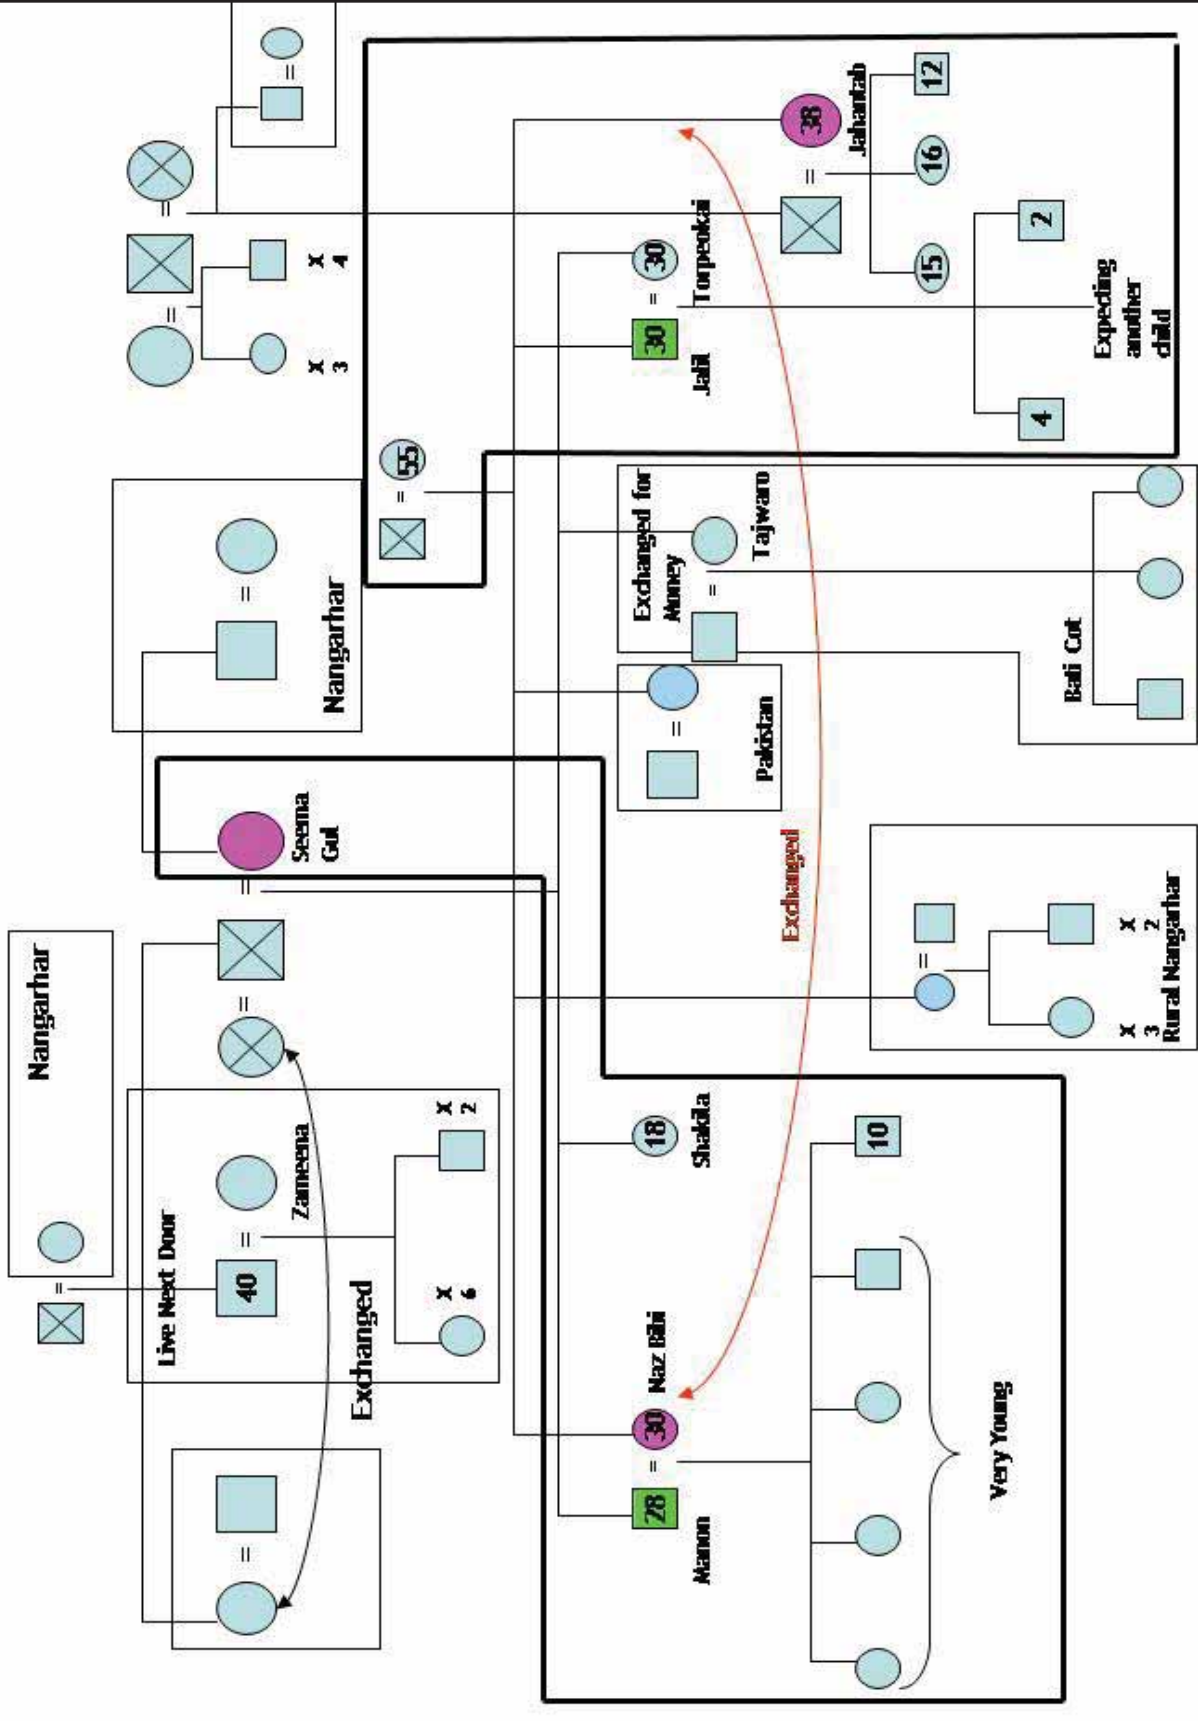 Nangarhar
Live Next Door
40
Zameena
Exchanged
X
6
X
2
Seema
Gul
Nangarhar
X
3
X
4
55
28
Manon
30 Naz Bibi
18
Shakila
Pakistan
Exchanged for
Money
Tajwaro
30
Jalil
30
Torpeokai
Exchanged
38
Jahantab
10
Very Young
15
16
12
4
2
Expecting
another
child
Bati Cot
X
3
X
2
Rural Nangarhar